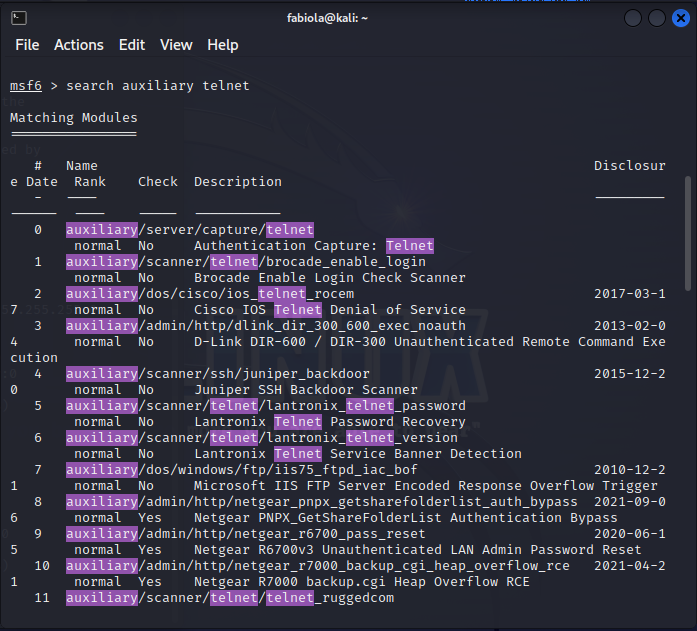 fabiola@kali: ~
File Actions Edit View Help
msf6 > search auxiliary telnet
Matching Modules
================
# Name Disclosur
e Date Rank Check Description
- ---- ---------
------ ---- ----- -----------
0 auxiliary/server/capture/telnet
normal No Authentication Capture: Telnet
1 auxiliary/scanner/telnet/brocade_enable_login
normal No Brocade Enable Login Check Scanner
2 auxiliary/dos/cisco/ios_telnet_rocem 2017-03-1
7 normal No Cisco IOS Telnet Denial of Service
3 auxiliary/admin/http/dlink_dir_300_600_exec_noauth 2013-02-0
4 normal No D-Link DIR-600 / DIR-300 Unauthenticated Remote Command Exe
cution
4 auxiliary/scanner/ssh/juniper_backdoor 2015-12-2
0 normal No Juniper SSH Backdoor Scanner
5 auxiliary/scanner/telnet/lantronix_telnet_password
normal No Lantronix Telnet Password Recovery
6 auxiliary/scanner/telnet/lantronix_telnet_version
normal No Lantronix Telnet Service Banner Detection
7 auxiliary/dos/windows/ftp/iis75_ftpd_iac_bof 2010-12-2
1 normal No Microsoft IIS FTP Server Encoded Response Overflow Trigger
8 auxiliary/admin/http/netgear_pnpx_getsharefolderlist_auth_bypass 2021-09-0
6 normal Yes Netgear PNPX_GetShareFolderList Authentication Bypass
9 auxiliary/admin/http/netgear_r6700_pass_reset 2020-06-1
5 normal Yes Netgear R6700v3 Unauthenticated LAN Admin Password Reset
10 auxiliary/admin/http/netgear_r7000_backup_cgi_heap_overflow_rce 2021-04-2
1 normal Yes Netgear R7000 backup.cgi Heap Overflow RCE
11 auxiliary/scanner/telnet/telnet_ruggedcom